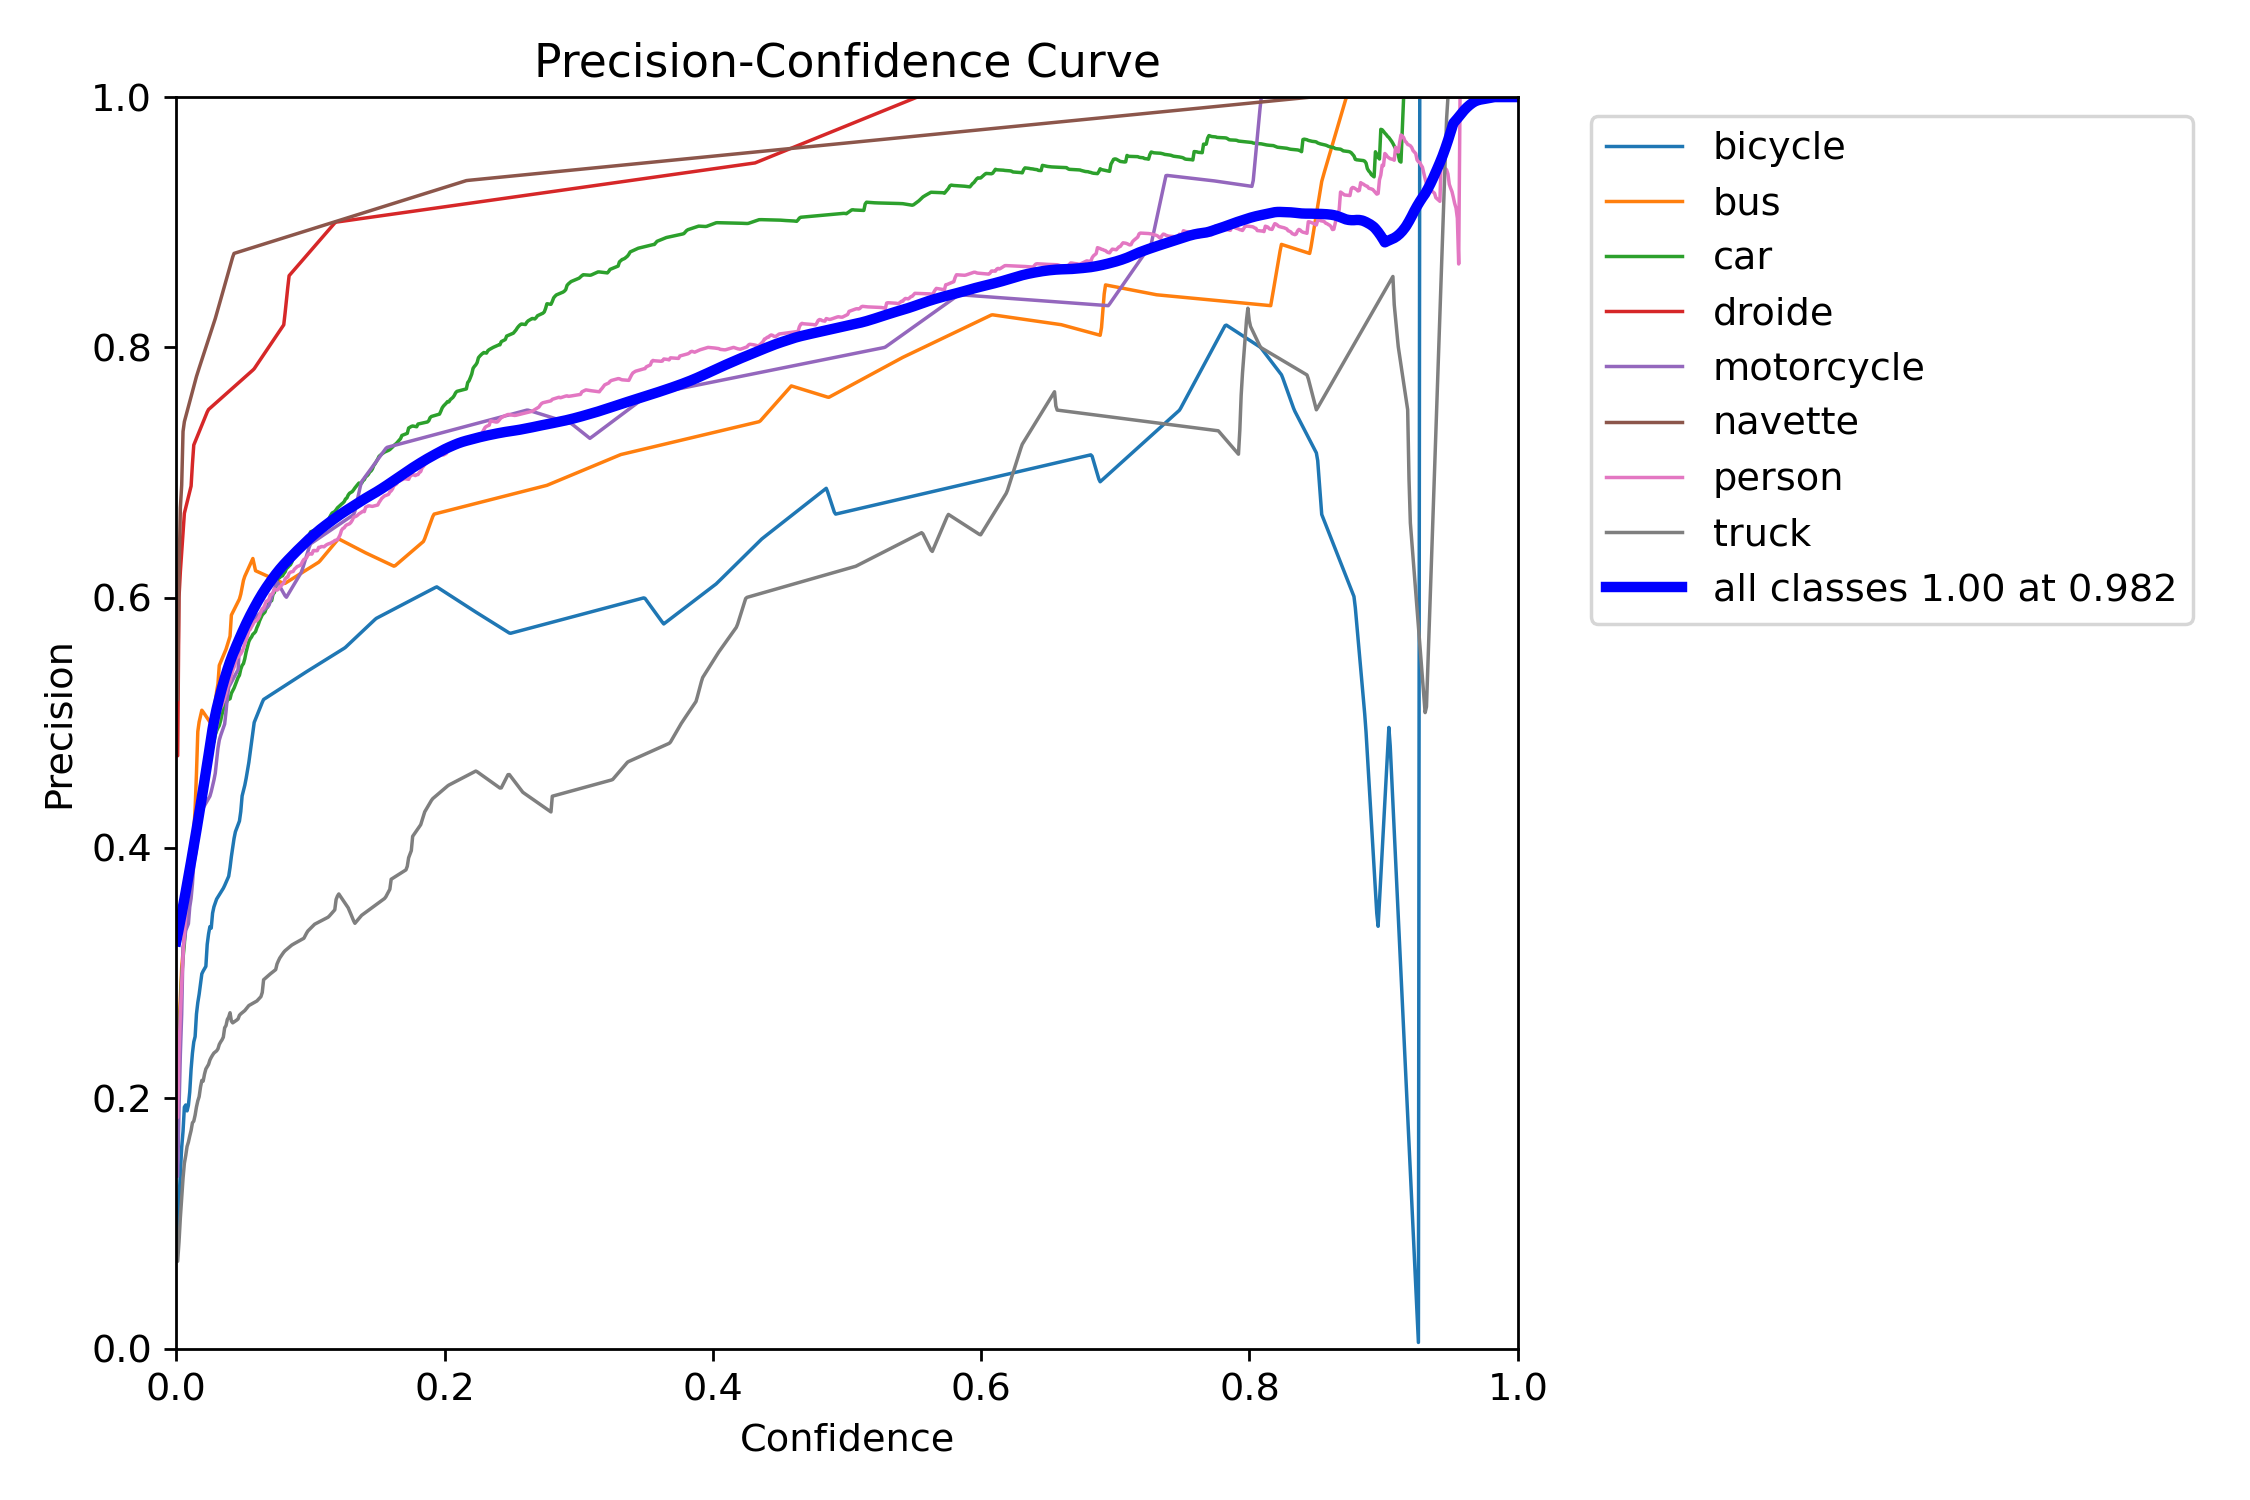 Precision-Confidence Curve
1.0
0.8
0.6
0.4
0.2
0.0
Precision
0.0 0.2 0.4 0.6 0.8 1.0
Confidence
bicycle
bus
car
droide
motorcycle
navette
person
truck
all classes 1.00 at 0.982